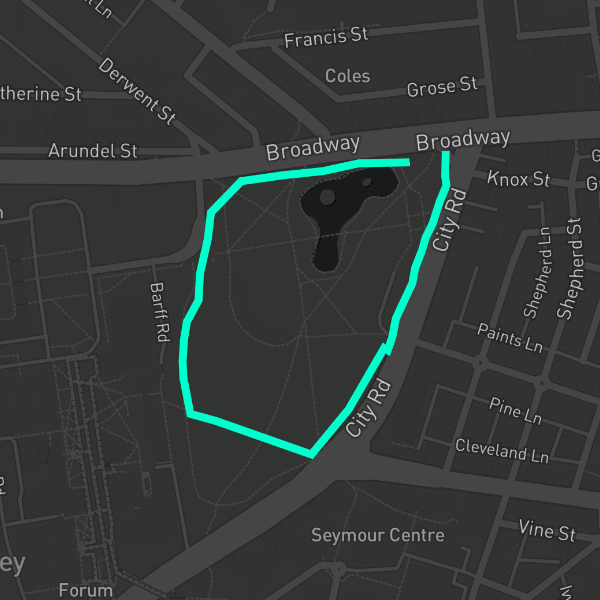 Francis St
Coles
Derwent St
Grose St
therine St
Arundel St
Broadway
Broadway
Knox St
City Rd
Shepherd Ln
Shepherd St
Barff Rd
Paints Ln
City Rd
Pine Ln
Cleveland Ln
Seymour Centre
Vine St
ey
Forum